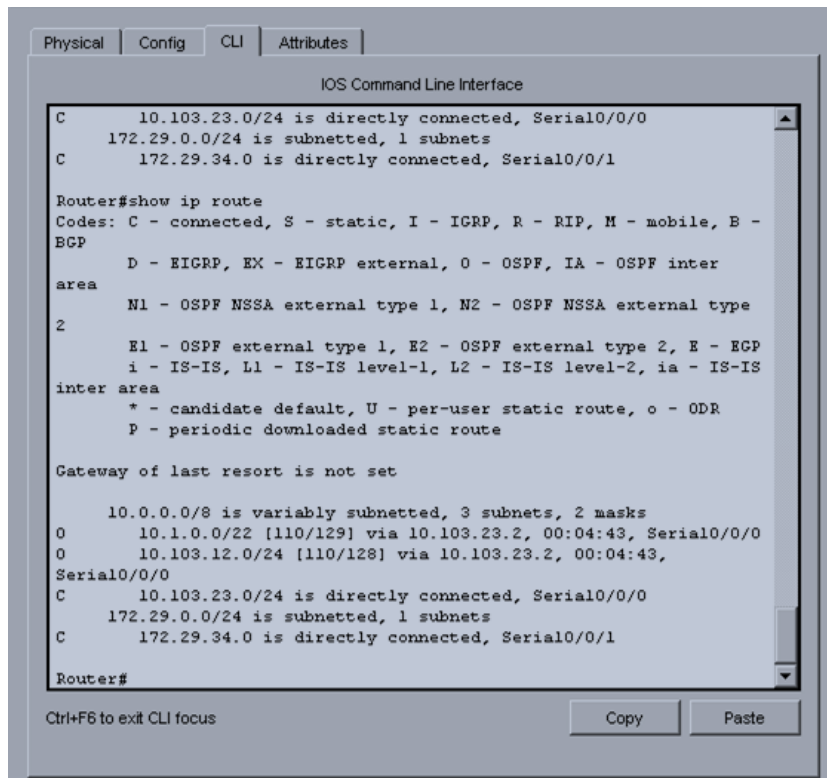 Physical Config CLI Attributes
IOS Command Line Interface
C 10.103.23.0/24 is directly connected, Serial0/0/0
172.29.0.0/24 is subnetted, 1 subnets
C 172.29.34.0 is directly connected, Serial0/0/1
Router#show ip route
Codes: C - connected, S - static, I - IGRP, R - RIP, M - mobile, B -
BGP
D - EIGRP, EX - EIGRP external, O - OSPF, IA - OSPF inter
area
N1 - OSPF NSSA external type 1, N2 - OSPF NSSA external type
2
E1 - OSPF external type 1, E2 - OSPF external type 2, E - EGP
i - IS-IS, L1 - IS-IS level-1, L2 - IS-IS level-2, ia - IS-IS
inter area
* - candidate default, U - per-user static route, o - ODR
P - periodic downloaded static route
Gateway of last resort is not set
10.0.0.0/8 is variably subnetted, 3 subnets, 2 masks
O 10.1.0.0/22 [110/129] via 10.103.23.2, 00:04:43, Serial0/0/0
O 10.103.12.0/24 [110/128] via 10.103.23.2, 00:04:43,
Serial0/0/0
C 10.103.23.0/24 is directly connected, Serial0/0/0
172.29.0.0/24 is subnetted, 1 subnets
C 172.29.34.0 is directly connected, Serial0/0/1
Router#
Ctrl+F6 to exit CLI focus Copy Paste